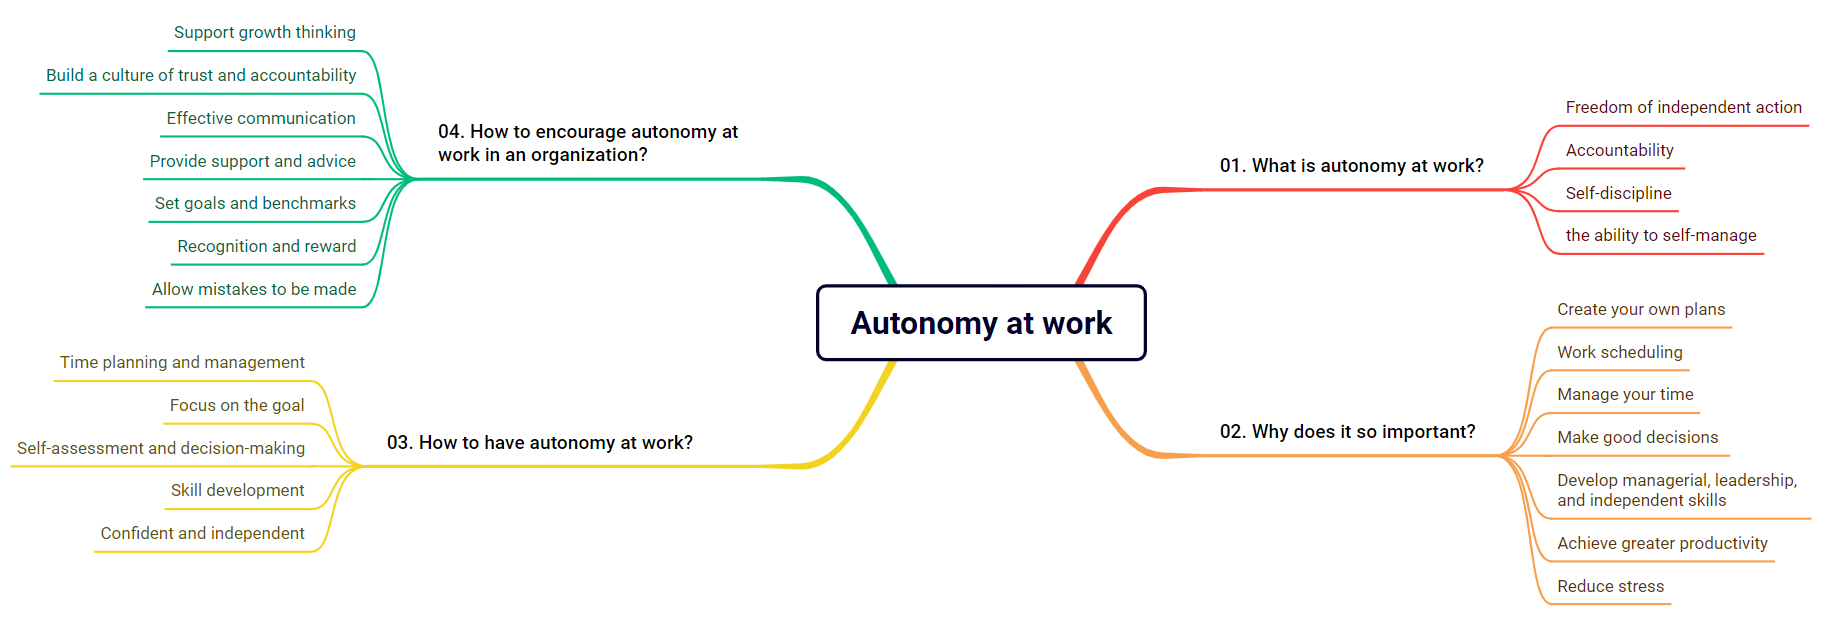 Autonomy at work
01. What is autonomy at work?
Freedom of independent action
Accountability
Self-discipline
the ability to self-manage
02. Why does it so important?
Create your own plans
Work scheduling
Manage your time
Make good decisions
Develop managerial, leadership,
and independent skills
Achieve greater productivity
Reduce stress
03. How to have autonomy at work?
Time planning and management
Focus on the goal
Self-assessment and decision-making
Skill development
Confident and independent
04. How to encourage autonomy at
work in an organization?
Support growth thinking
Build a culture of trust and accountability
Effective communication
Provide support and advice
Set goals and benchmarks
Recognition and reward
Allow mistakes to be made